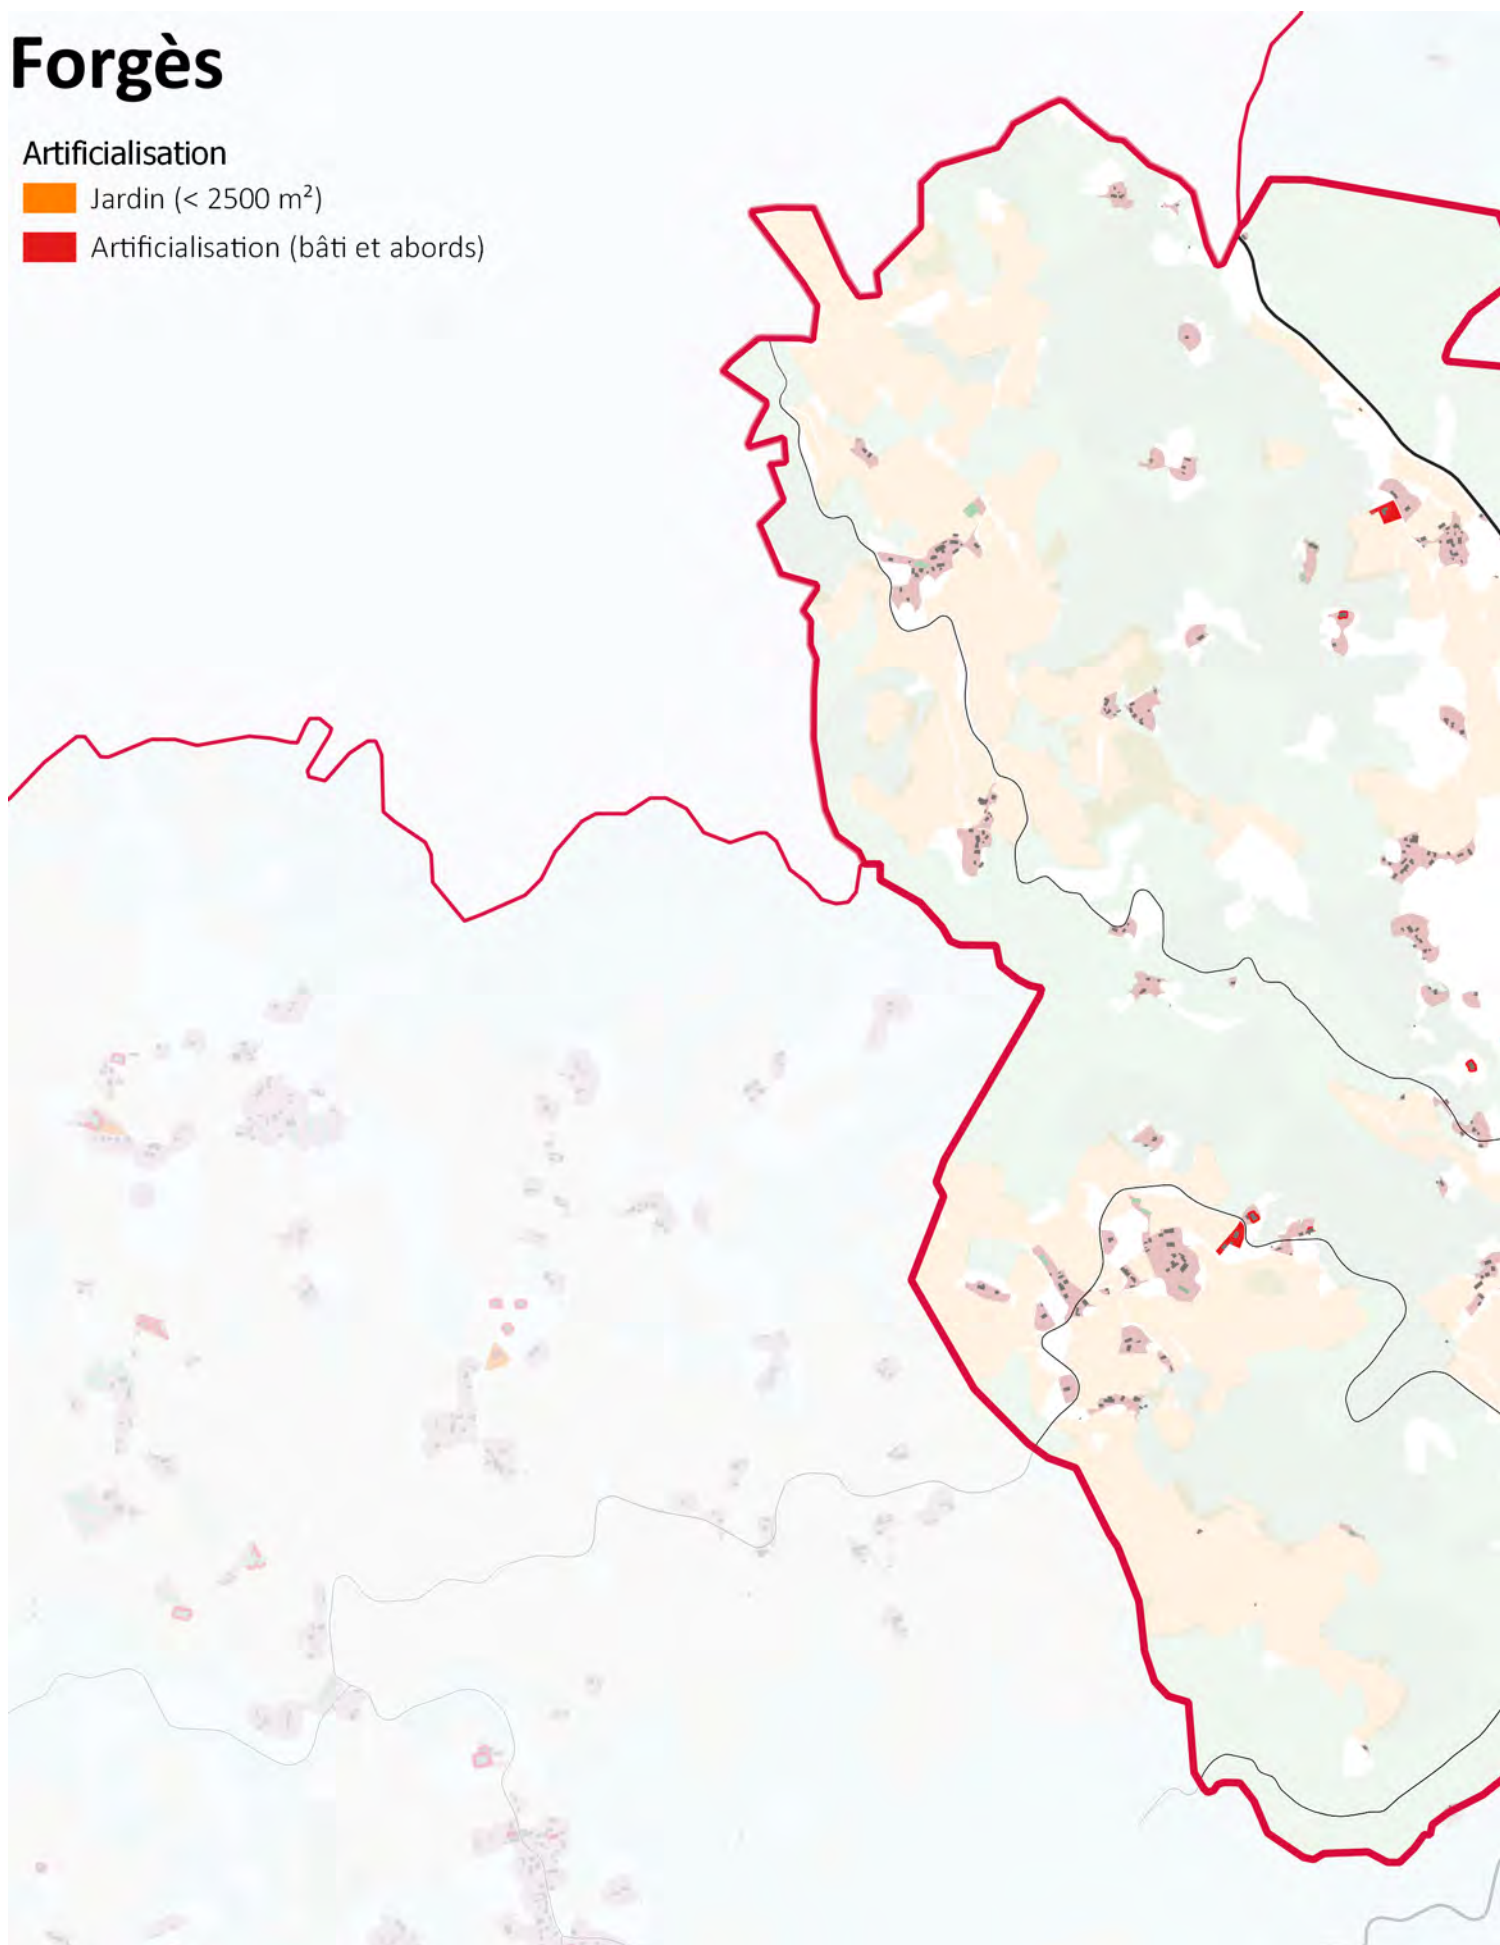 Forgès
Artificialisation
Jardin (< 2500 m²)
Artificialisation (bâti et abords)